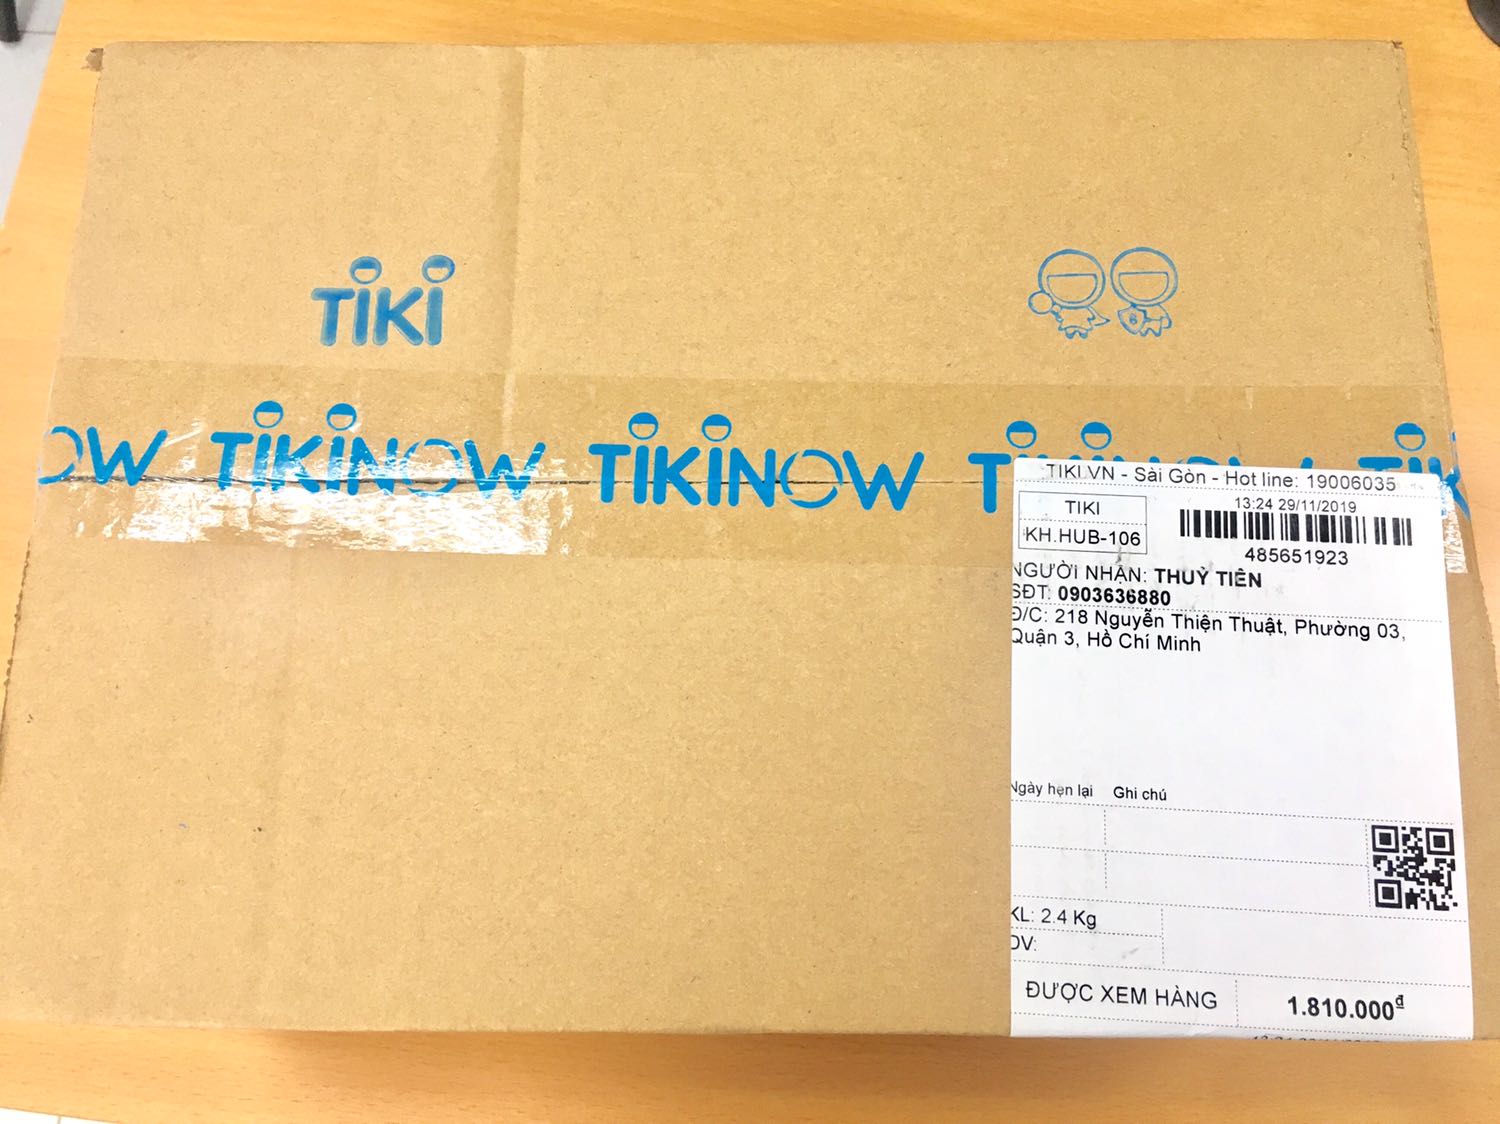 TIKI
OW TIKINOW TIKINOW
TIKI.VN - Sài Gòn - Hot line: 19006035
TIKI
13:24 29/11/2019
KH.HUB-106
485651923
NGƯỜI NHẬN: THUỶ TIÊN
SĐT: 0903636880
Đ/C: 218 Nguyễn Thiện Thuật, Phường 03,
Quận 3, Hồ Chí Minh
Ngày hẹn lại Ghi chú
KL: 2.4 Kg
DV:
ĐƯỢC XEM HÀNG 1.810.000₫